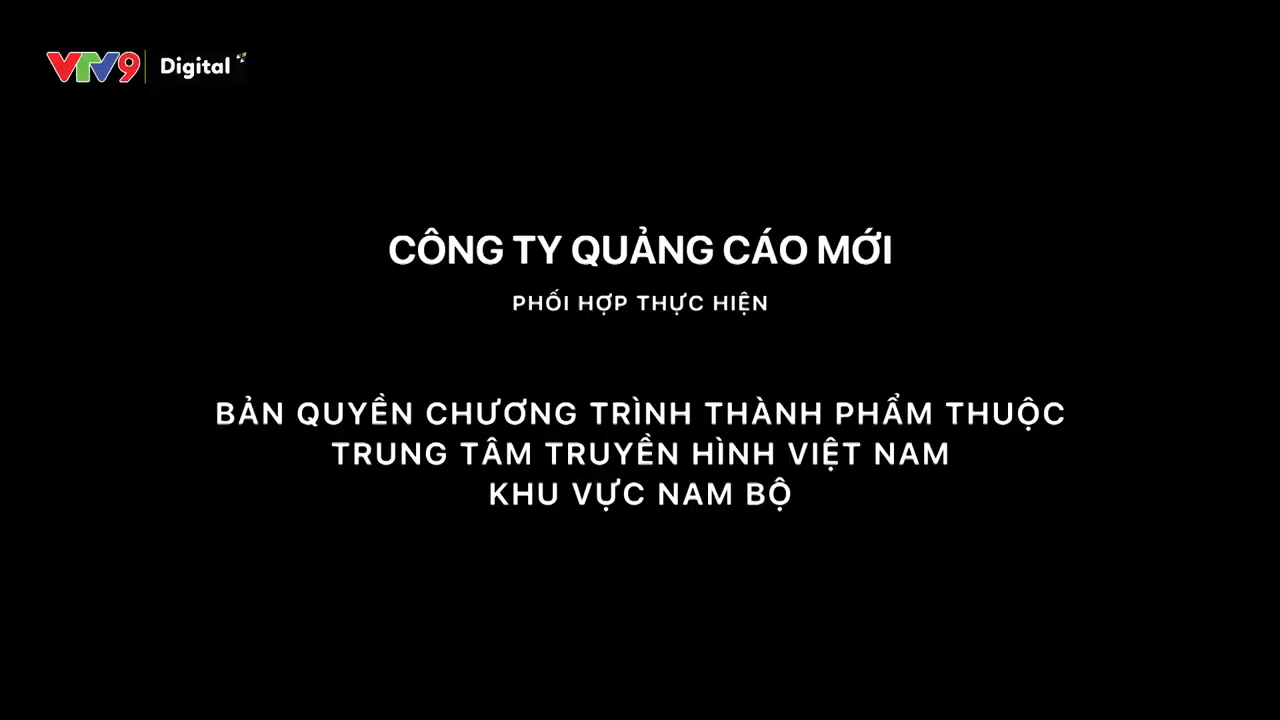 VTV9 Digital
CÔNG TY QUẢNG CÁO MỚI
PHỐI HỢP THỰC HIỆN
BẢN QUYỀN CHƯƠNG TRÌNH THÀNH PHẨM THUỘC
TRUNG TÂM TRUYỀN HÌNH VIỆT NAM
KHU VỰC NAM BỘ